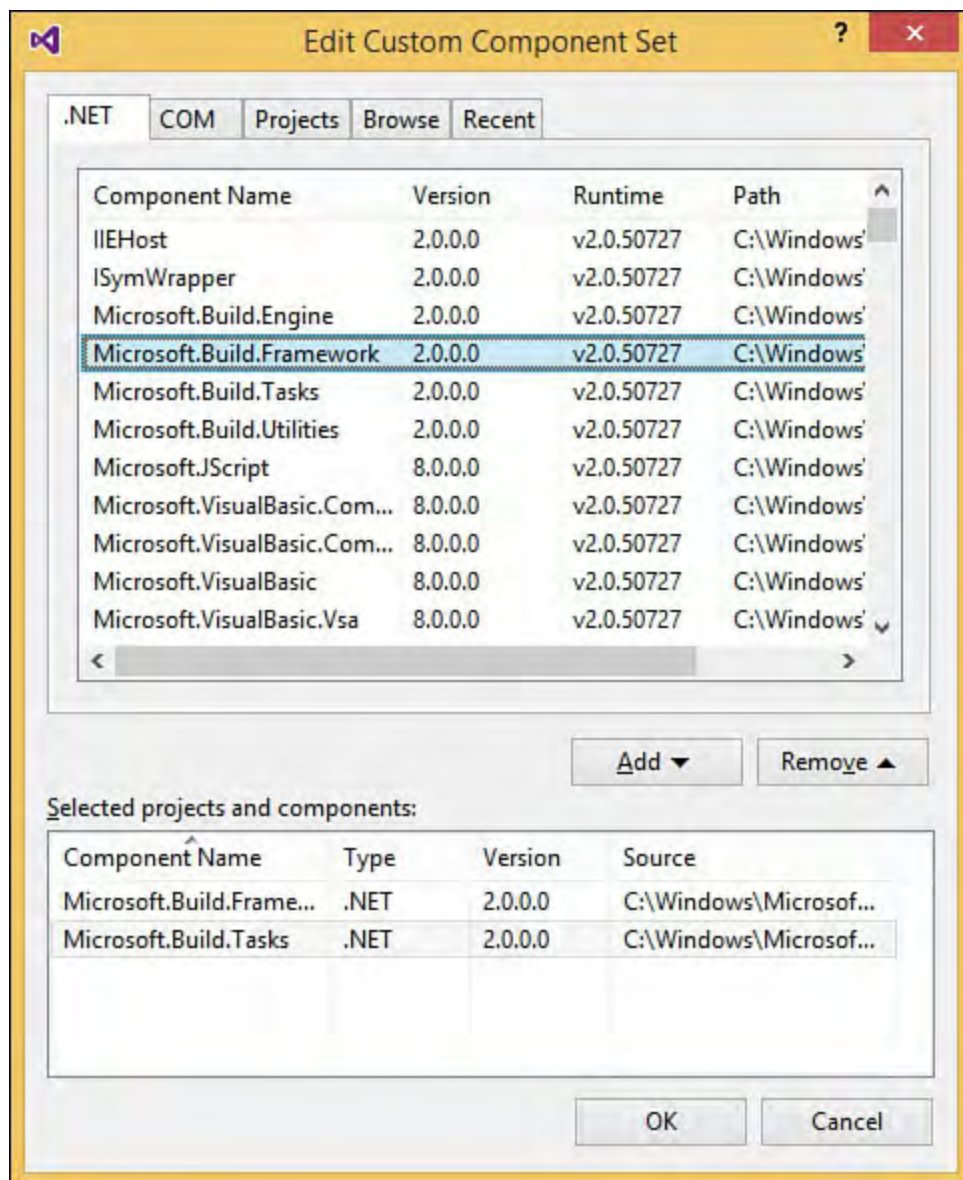 Edit Custom Component Set ?
.NET COM Projects Browse Recent
Component Name Version Runtime Path
IIEHost 2.0.0.0 v2.0.50727 C:\Windows\
ISymWrapper 2.0.0.0 v2.0.50727 C:\Windows\
Microsoft.Build.Engine 2.0.0.0 v2.0.50727 C:\Windows\
Microsoft.Build.Framework 2.0.0.0 v2.0.50727 C:\Windows\
Microsoft.Build.Tasks 2.0.0.0 v2.0.50727 C:\Windows\
Microsoft.Build.Utilities 2.0.0.0 v2.0.50727 C:\Windows\
Microsoft.JScript 8.0.0.0 v2.0.50727 C:\Windows\
Microsoft.VisualBasic.Com... 8.0.0.0 v2.0.50727 C:\Windows\
Microsoft.VisualBasic.Com... 8.0.0.0 v2.0.50727 C:\Windows\
Microsoft.VisualBasic 8.0.0.0 v2.0.50727 C:\Windows\
Microsoft.VisualBasic.Vsa 8.0.0.0 v2.0.50727 C:\Windows\
Add Remove
Selected projects and components:
Component Name Type Version Source
Microsoft.Build.Frame... .NET 2.0.0.0 C:\Windows\Microsof...
Microsoft.Build.Tasks .NET 2.0.0.0 C:\Windows\Microsof...
OK Cancel